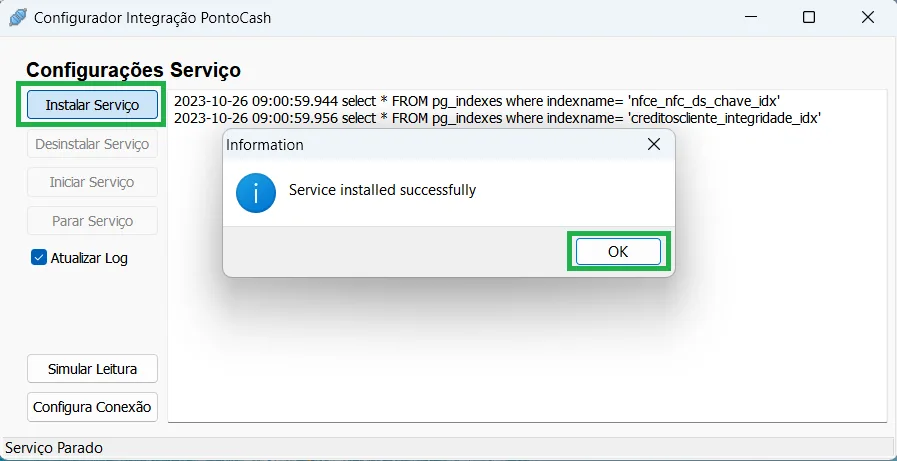 Configurador Integração PontoCash
Configurações Serviço
Instalar Serviço
Desinstalar Serviço
Iniciar Serviço
Parar Serviço
Atualizar Log
Simular Leitura
Configura Conexão
2023-10-26 09:00:59.944 select * FROM pg_indexes where indexname= 'nfce_nfc_ds_chave_idx'
2023-10-26 09:00:59.956 select * FROM pg_indexes where indexname= 'creditoscliente_integridade_idx'
Information
Service installed successfully
OK
Serviço Parado